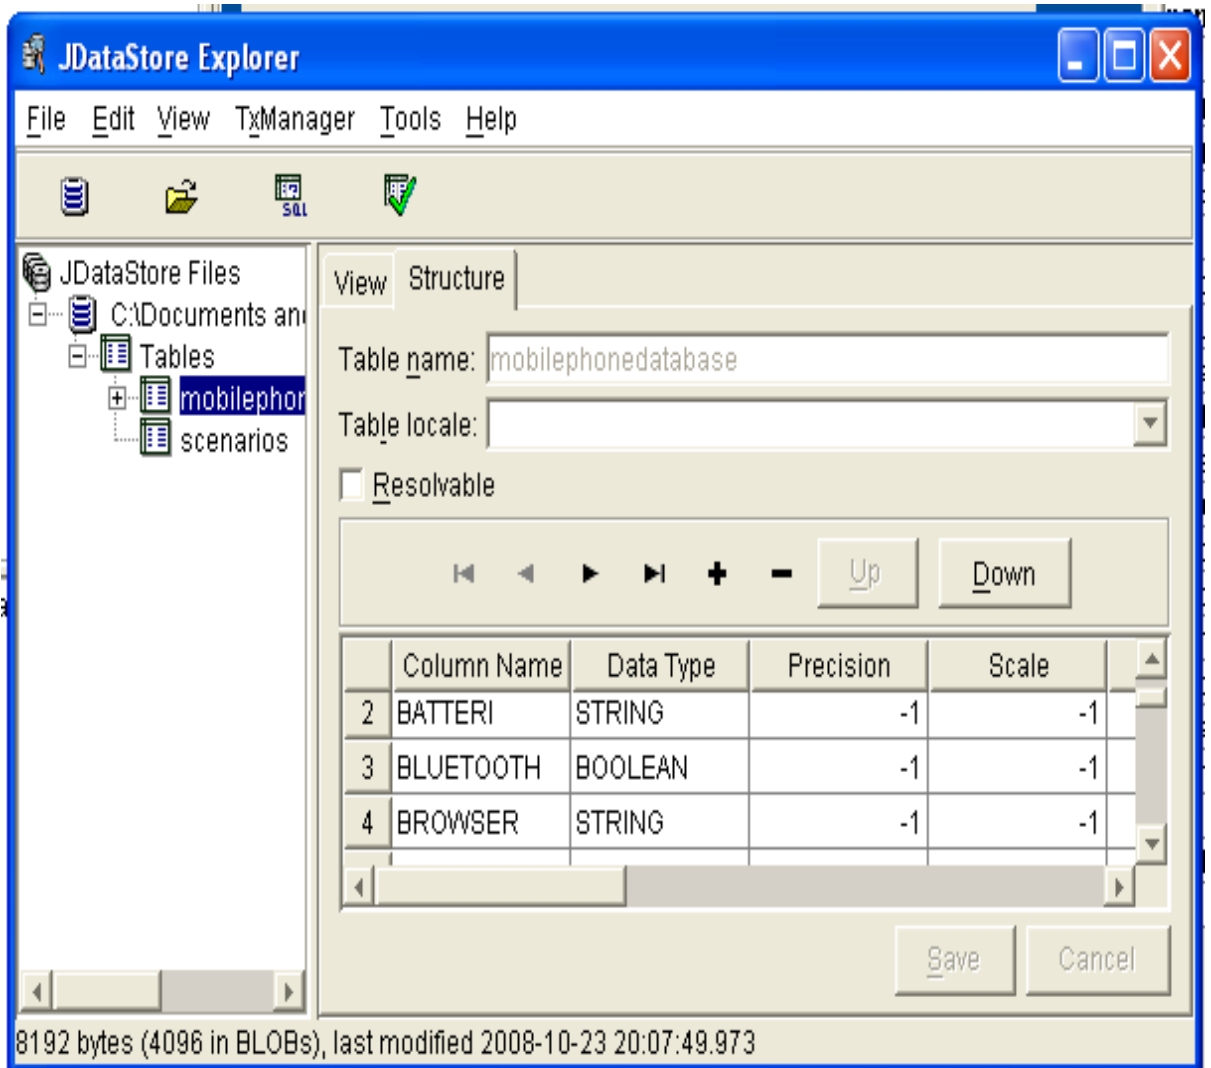 JDataStore Explorer
File Edit View TxManager Tools Help
SQL
JDataStore Files
C:\Documents and
Tables
mobilephon
scenarios
View Structure
Table name: mobilephonedatabase
Table locale:
Resolvable
Up Down
Column Name Data Type Precision Scale
2 BATTERI STRING -1 -1
3 BLUETOOTH BOOLEAN -1 -1
4 BROWSER STRING -1 -1
Save Cancel
8192 bytes (4096 in BLOBs), last modified 2008-10-23 20:07:49.973